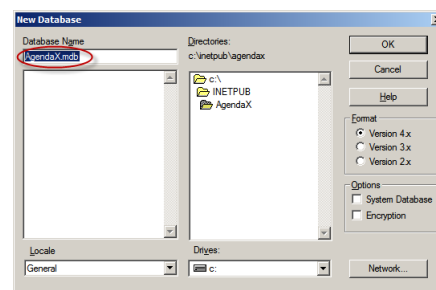 New Database
Database Name
AgendaX.mdb
Directories:
c:\inetpub\agendax
c:\
INETPUB
AgendaX
OK
Cancel
Help
Format
Version 4.x
Version 3.x
Version 2.x
Options
System Database
Encryption
Locale
General
Drives:
c:
Network...